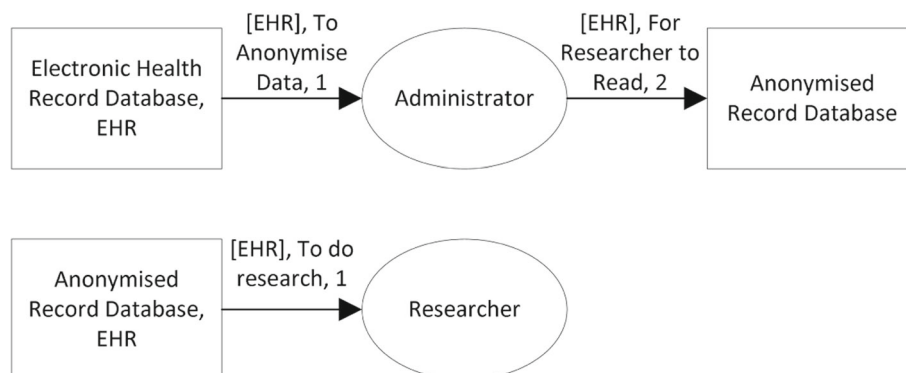 Electronic Health
Record Database,
EHR
[EHR], To
Anonymise
Data, 1
Administrator
[EHR], For
Researcher to
Read, 2
Anonymised
Record Database
Anonymised
Record Database,
EHR
[EHR], To do
research, 1
Researcher